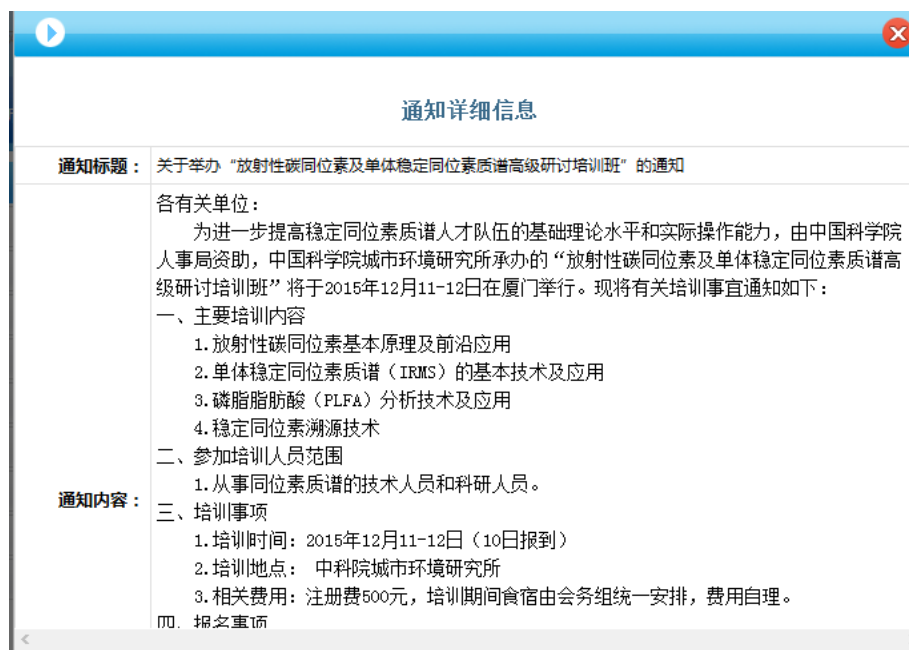 通知详细信息
通知标题： 关于举办“放射性碳同位素及单体稳定同位素质谱高级研讨培训班”的通知
各有关单位：
为进一步提高稳定同位素质谱人才队伍的基础理论水平和实际操作能力，由中国科学院
人事局资助，中国科学院城市环境研究所承办的“放射性碳同位素及单体稳定同位素质谱高
级研讨培训班”将于2015年12月11-12日在厦门举行。现将有关培训事宜通知如下：
一、主要培训内容
1.放射性碳同位素基本原理及前沿应用
2.单体稳定同位素质谱（IRMS）的基本技术及应用
3.磷脂脂肪酸（PLFA）分析技术及应用
4.稳定同位素溯源技术
二、参加培训人员范围
1.从事同位素质谱的技术人员和科研人员。
通知内容：
三、培训事项
1.培训时间：2015年12月11-12日（10日报到）
2.培训地点： 中科院城市环境研究所
3.相关费用：注册费500元，培训期间食宿由会务组统一安排，费用自理。
四、报名事项